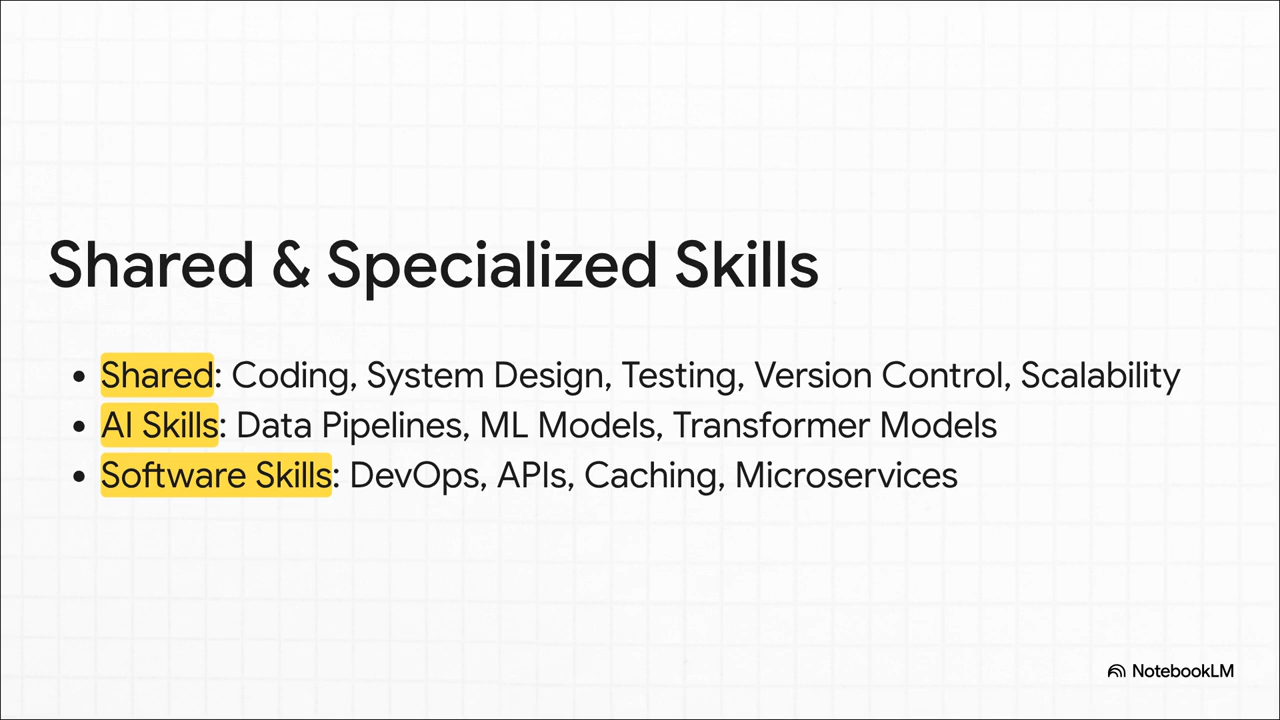 Shared & Specialized Skills
• Shared: Coding, System Design, Testing, Version Control, Scalability
• AI Skills: Data Pipelines, ML Models, Transformer Models
• Software Skills: DevOps, APIs, Caching, Microservices
NotebookLM